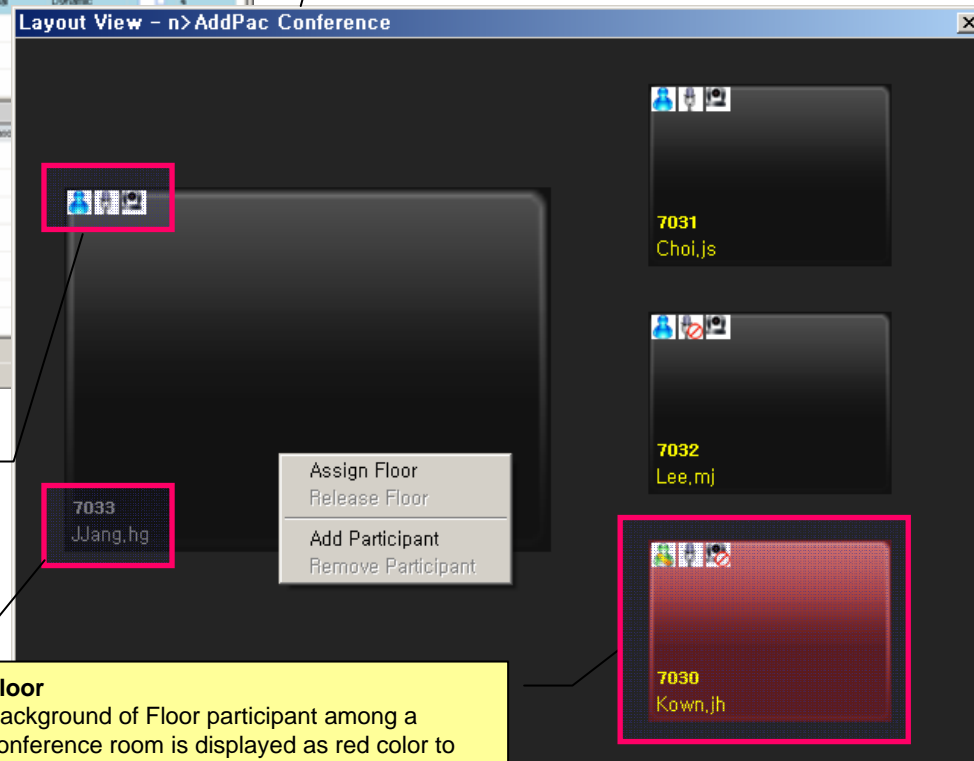 Dynamic
Layout View - n>AddPac Conference
7031
Choi,js
7033
JJang,hg
Assign Floor
Release Floor
Add Participant
Remove Participant
7032
Lee,mj
7030
Kown,jh
loor
ackground of Floor participant among a
onference room is displayed as red color to